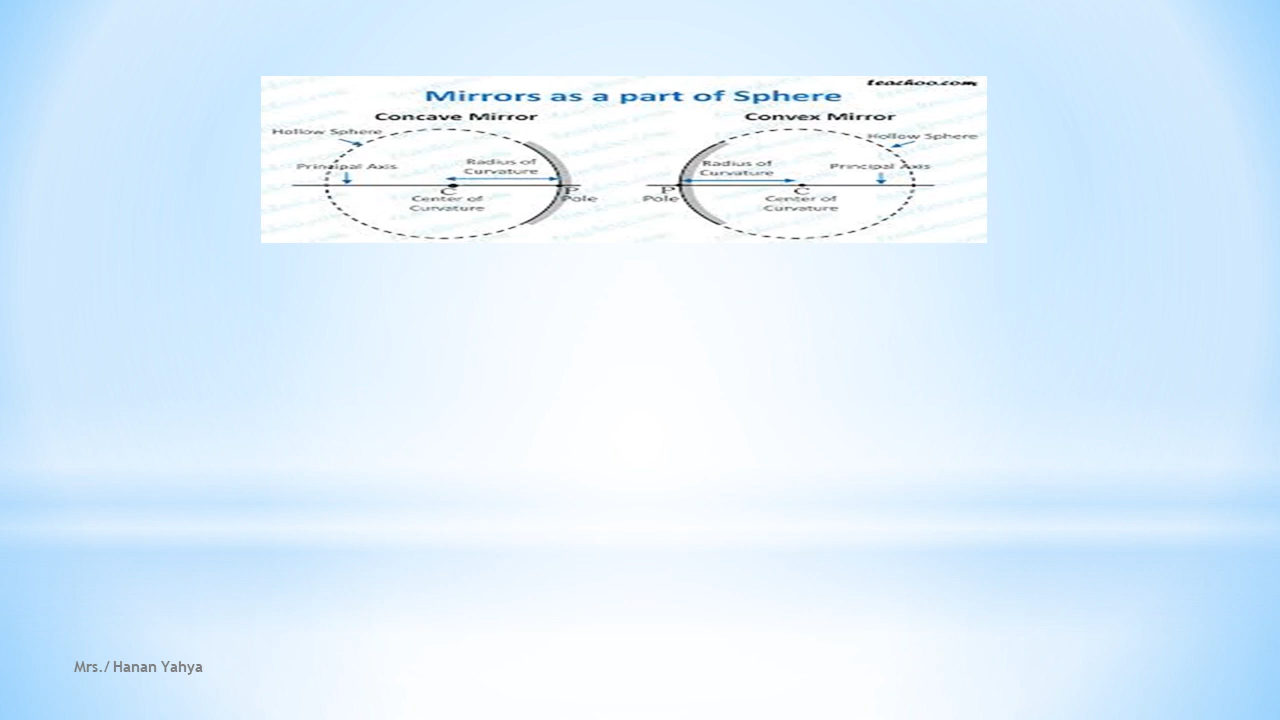 teachoo.com
Mirrors as a part of Sphere
Concave Mirror
Hollow Sphere
Principal Axis
Radius of
Curvature
C
Center of
Curvature
P
Pole
Convex Mirror
Hollow Sphere
Radius of
Curvature
Principal Axis
P
Pole
C
Center of
Curvature
Mrs./ Hanan Yahya